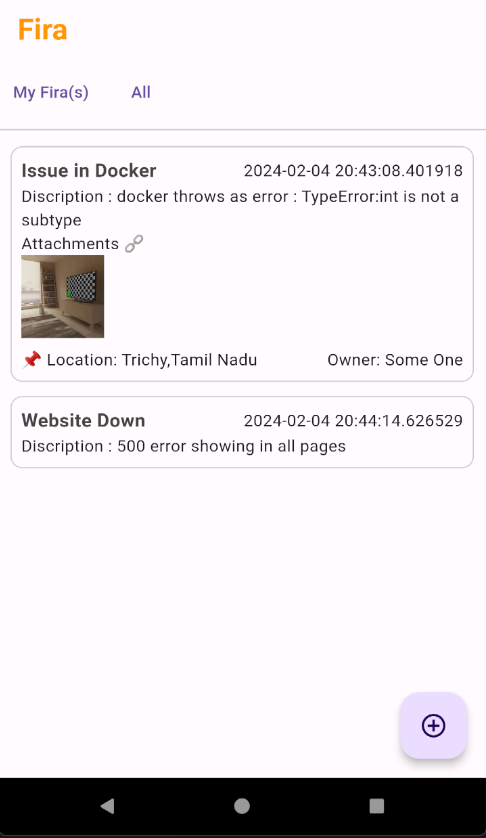 Fira
My Fira(s) All
Issue in Docker 2024-02-04 20:43:08.401918
Discription : docker throws as error : TypeError:int is not a
subtype
Attachments 🔗
📌 Location: Trichy,Tamil Nadu Owner: Some One
Website Down 2024-02-04 20:44:14.626529
Discription : 500 error showing in all pages